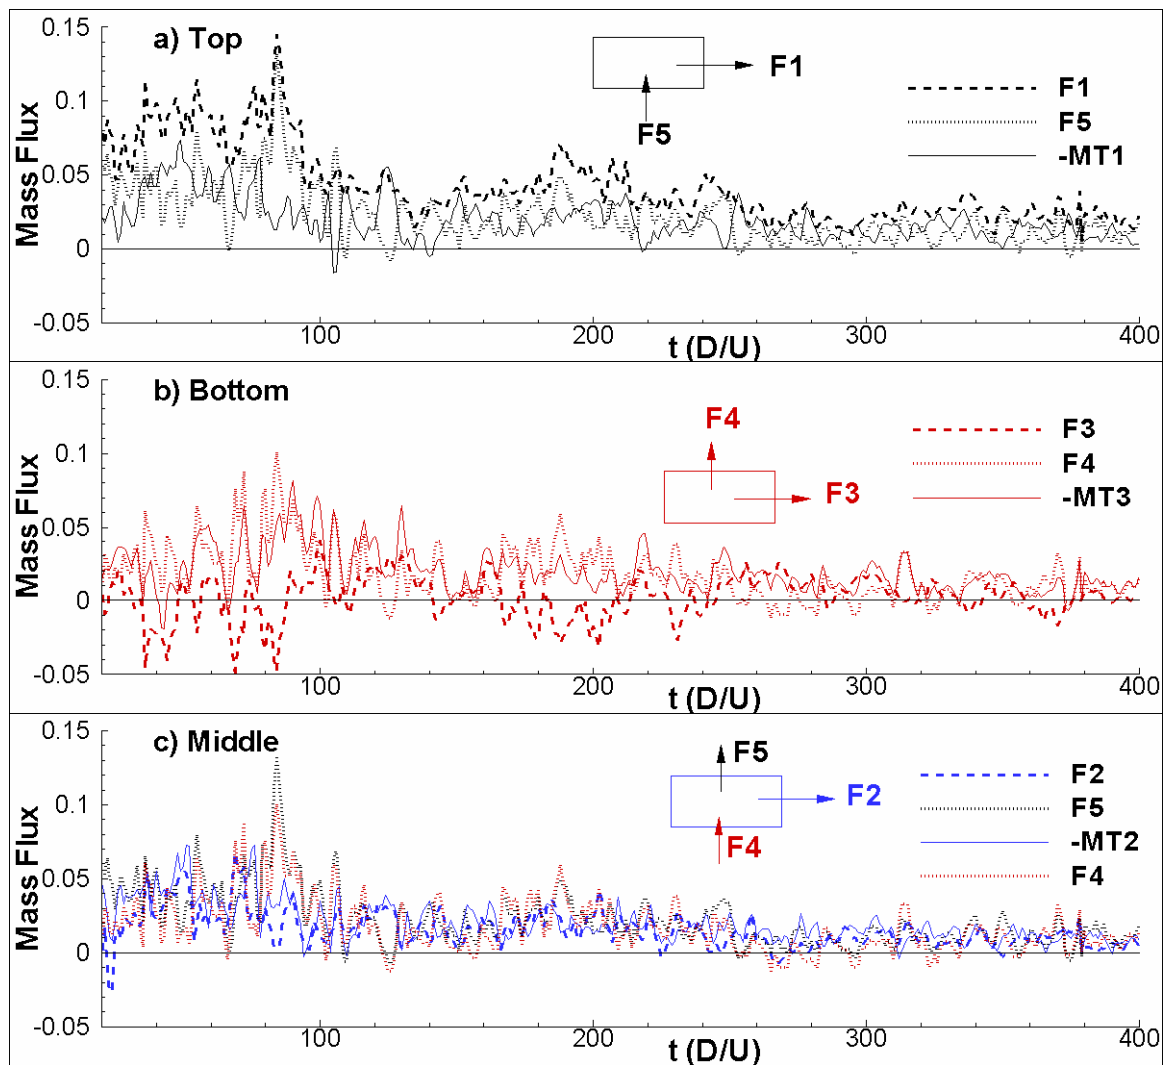 0.15
a) Top
F1
F1
0.1
F5
F5
-MT1
0.05
Mass Flux
0
-0.05
100
200
300
400
t (D/U)
0.15
b) Bottom
F4
F3
0.1
F4
F3
-MT3
0.05
Mass Flux
0
-0.05
100
200
300
400
t (D/U)
0.15
c) Middle
F5
F2
F2
0.1
F5
F4
-MT2
F4
0.05
Mass Flux
0
-0.05
100
200
300
400
t (D/U)